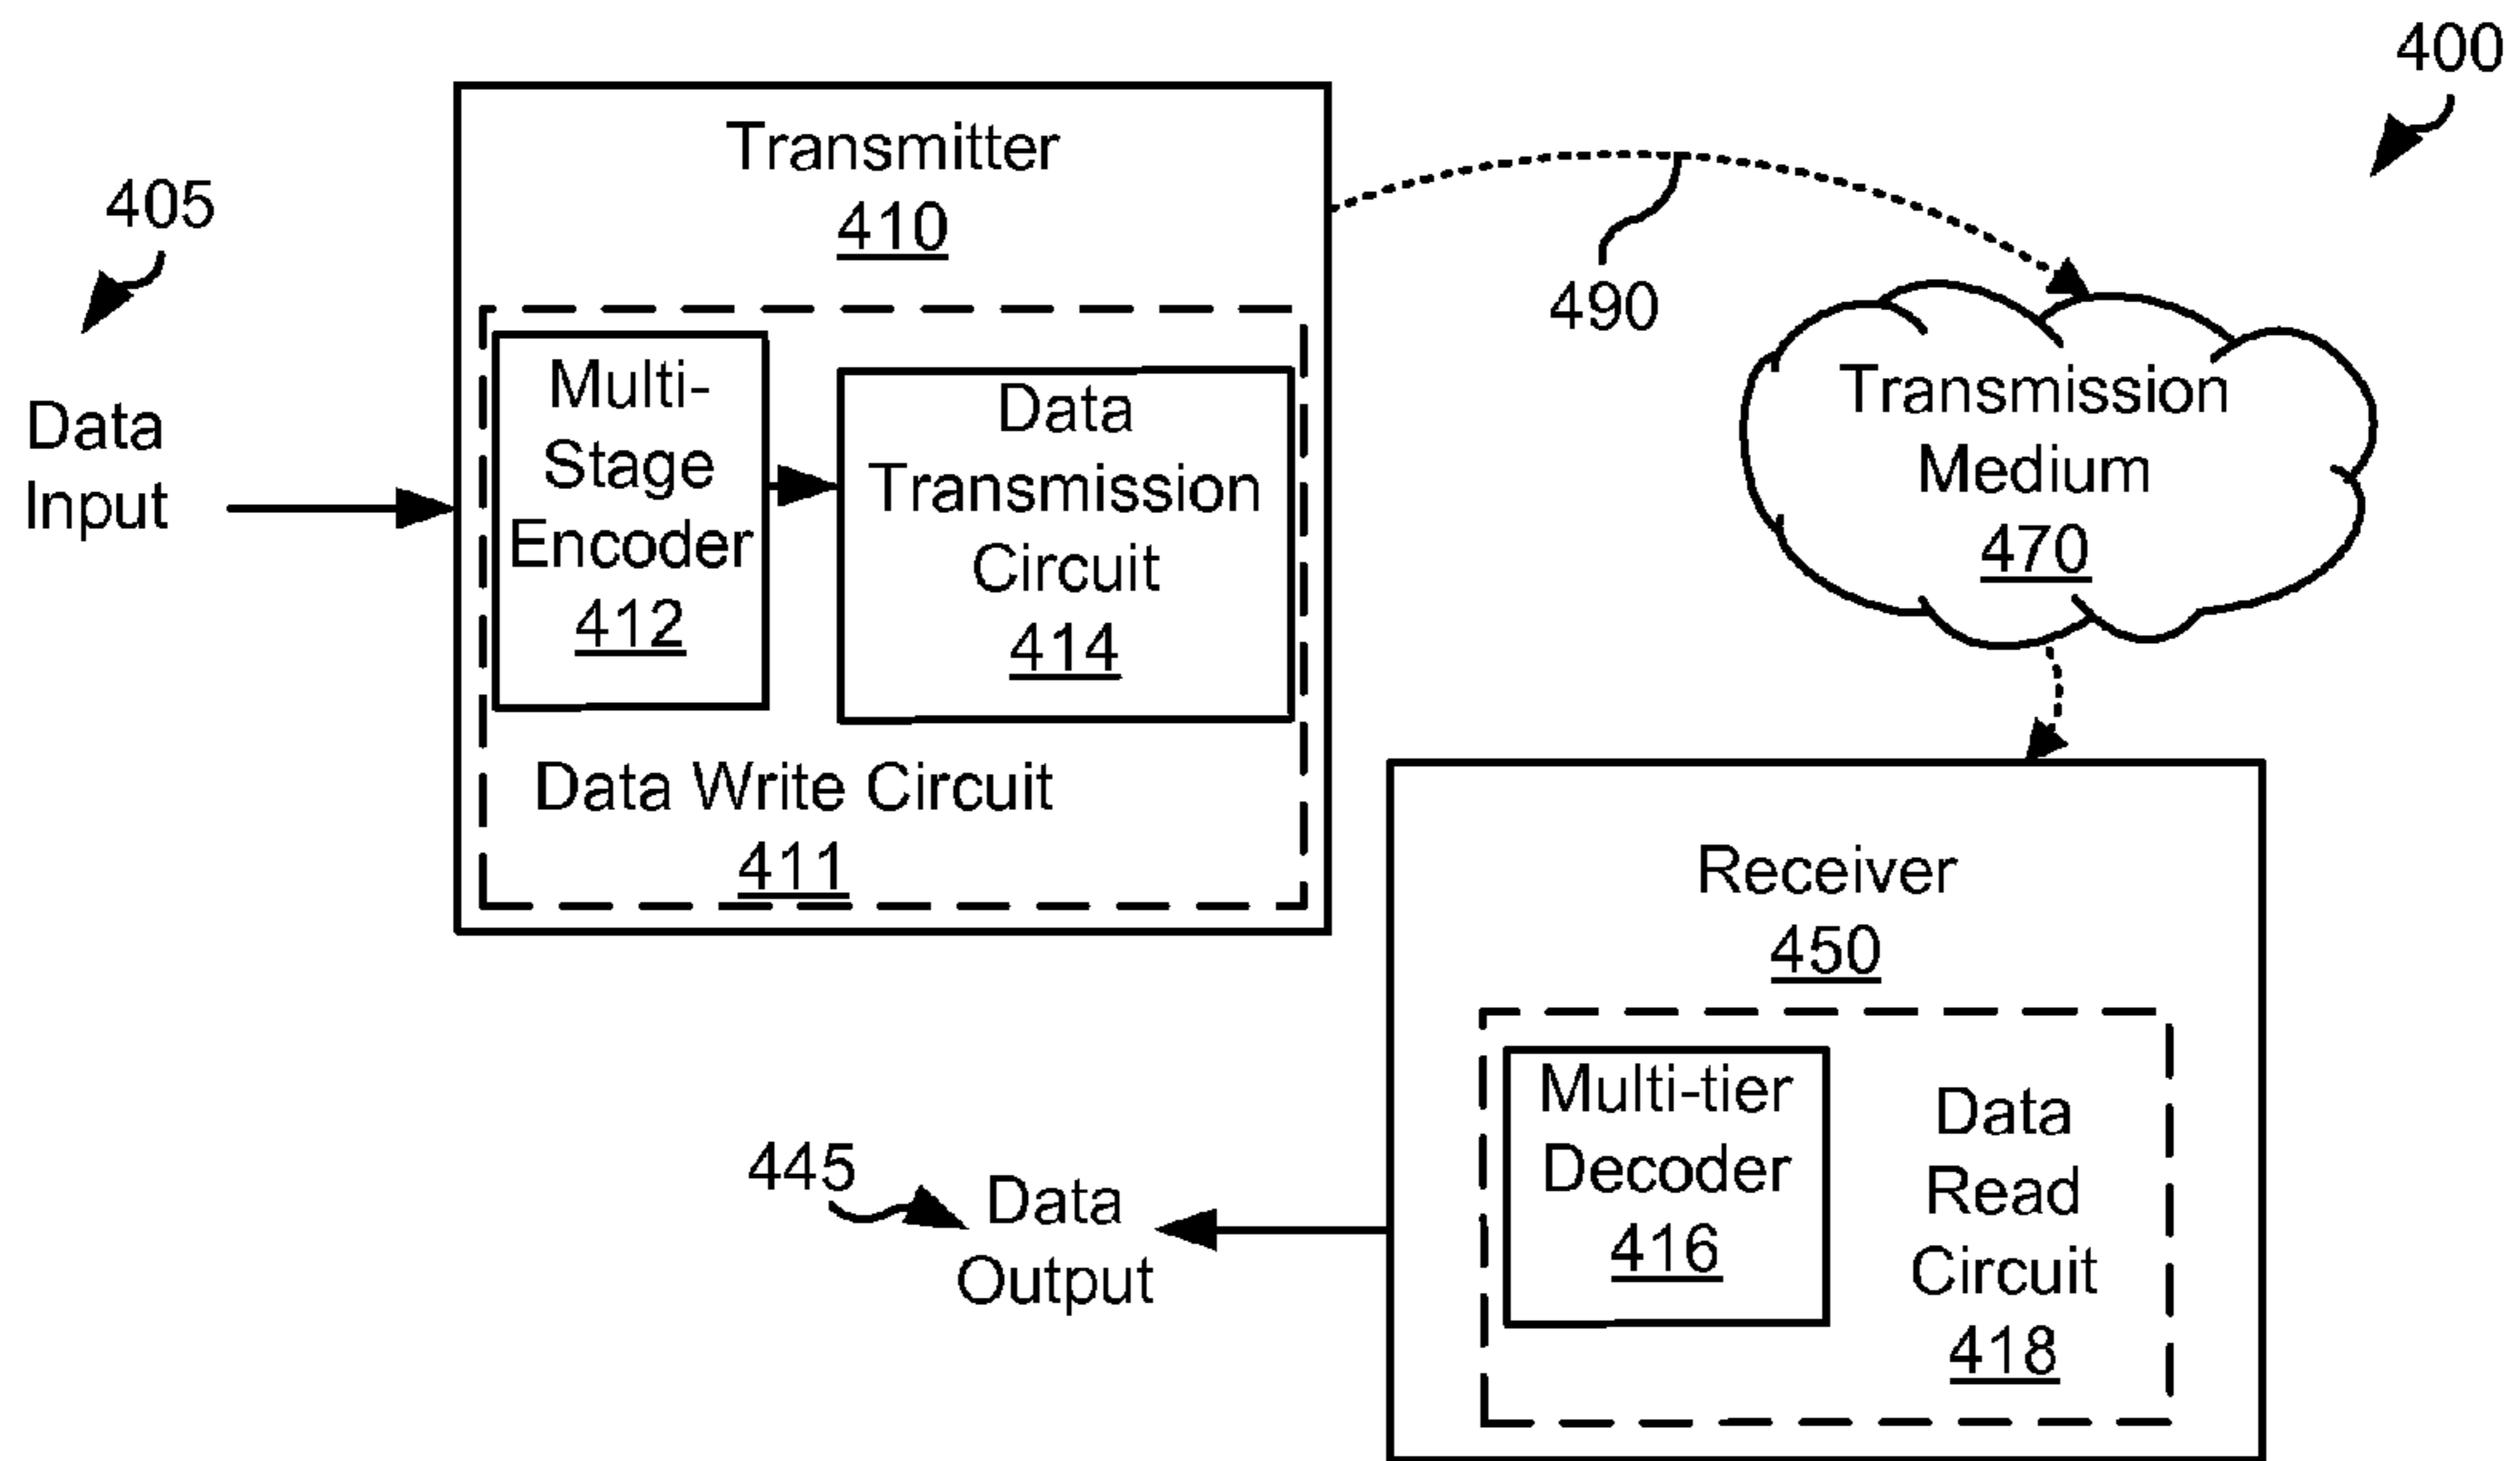 400
405
Data
Input
Transmitter
410
Multi-
Stage
Encoder
412
Data
Transmission
Circuit
414
Data Write Circuit
411
490
Transmission
Medium
470
Receiver
450
Multi-tier
Decoder
416
Data
Read
Circuit
418
445
Data
Output